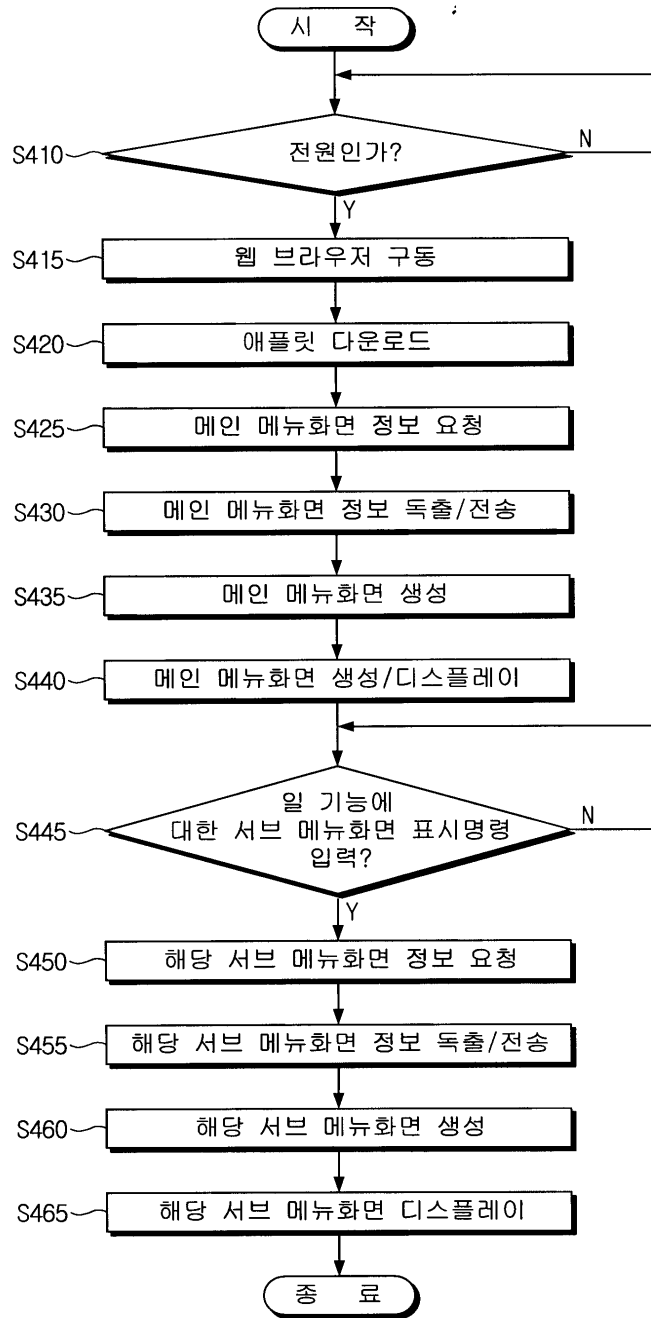 시 작
S410
전원인가?
N
Y
S415
웹 브라우저 구동
S420
애플릿 다운로드
S425
메인 메뉴화면 정보 요청
S430
메인 메뉴화면 정보 독출/전송
S435
메인 메뉴화면 생성
S440
메인 메뉴화면 생성/디스플레이
S445
일 기능에
대한 서브 메뉴화면 표시명령
입력?
N
Y
S450
해당 서브 메뉴화면 정보 요청
S455
해당 서브 메뉴화면 정보 독출/전송
S460
해당 서브 메뉴화면 생성
S465
해당 서브 메뉴화면 디스플레이
종 료